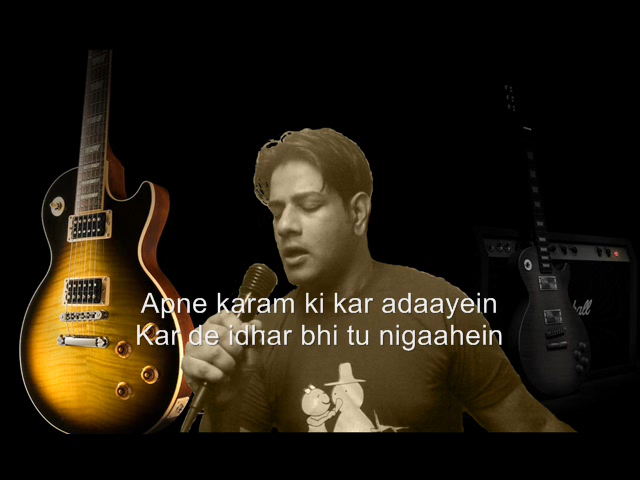 Apne karam ki kar adaayein
Kar de idhar bhi tu nigaahein